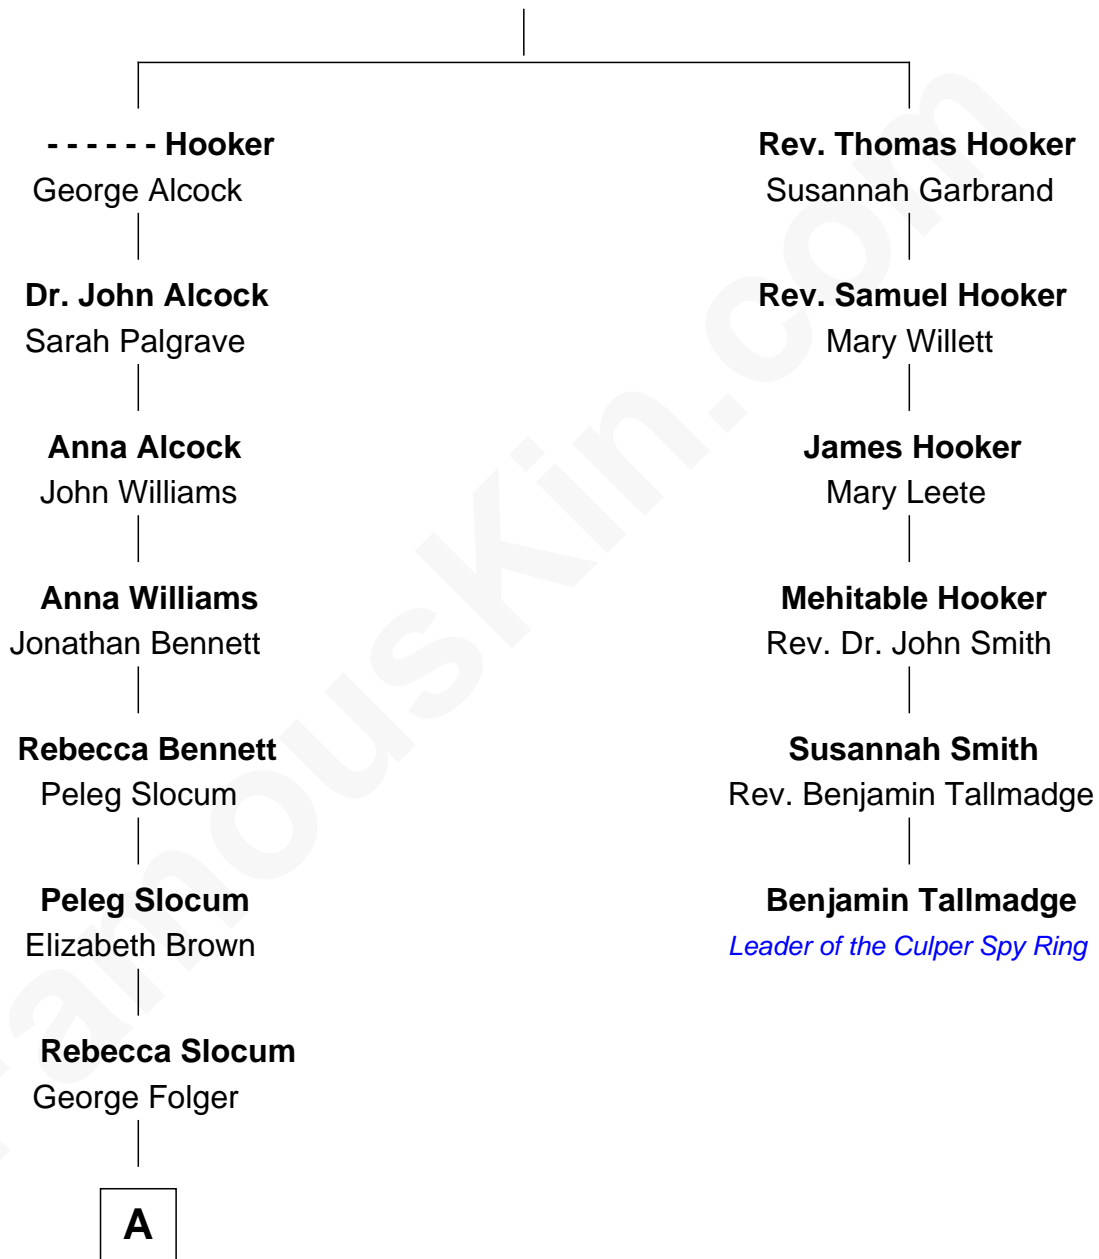 - - - - - - Hooker
George Alcock
Dr. John Alcock
Sarah Palgrave
Anna Alcock
John Williams
Anna Williams
Jonathan Bennett
Rebecca Bennett
Peleg Slocum
Peleg Slocum
Elizabeth Brown
Rebecca Slocum
George Folger
A
Rev. Thomas Hooker
Susannah Garbrand
Rev. Samuel Hooker
Mary Willett
James Hooker
Mary Leete
Mehitable Hooker
Rev. Dr. John Smith
Susannah Smith
Rev. Benjamin Tallmadge
Benjamin Tallmadge
Leader of the Culper Spy Ring
FamousKin.com